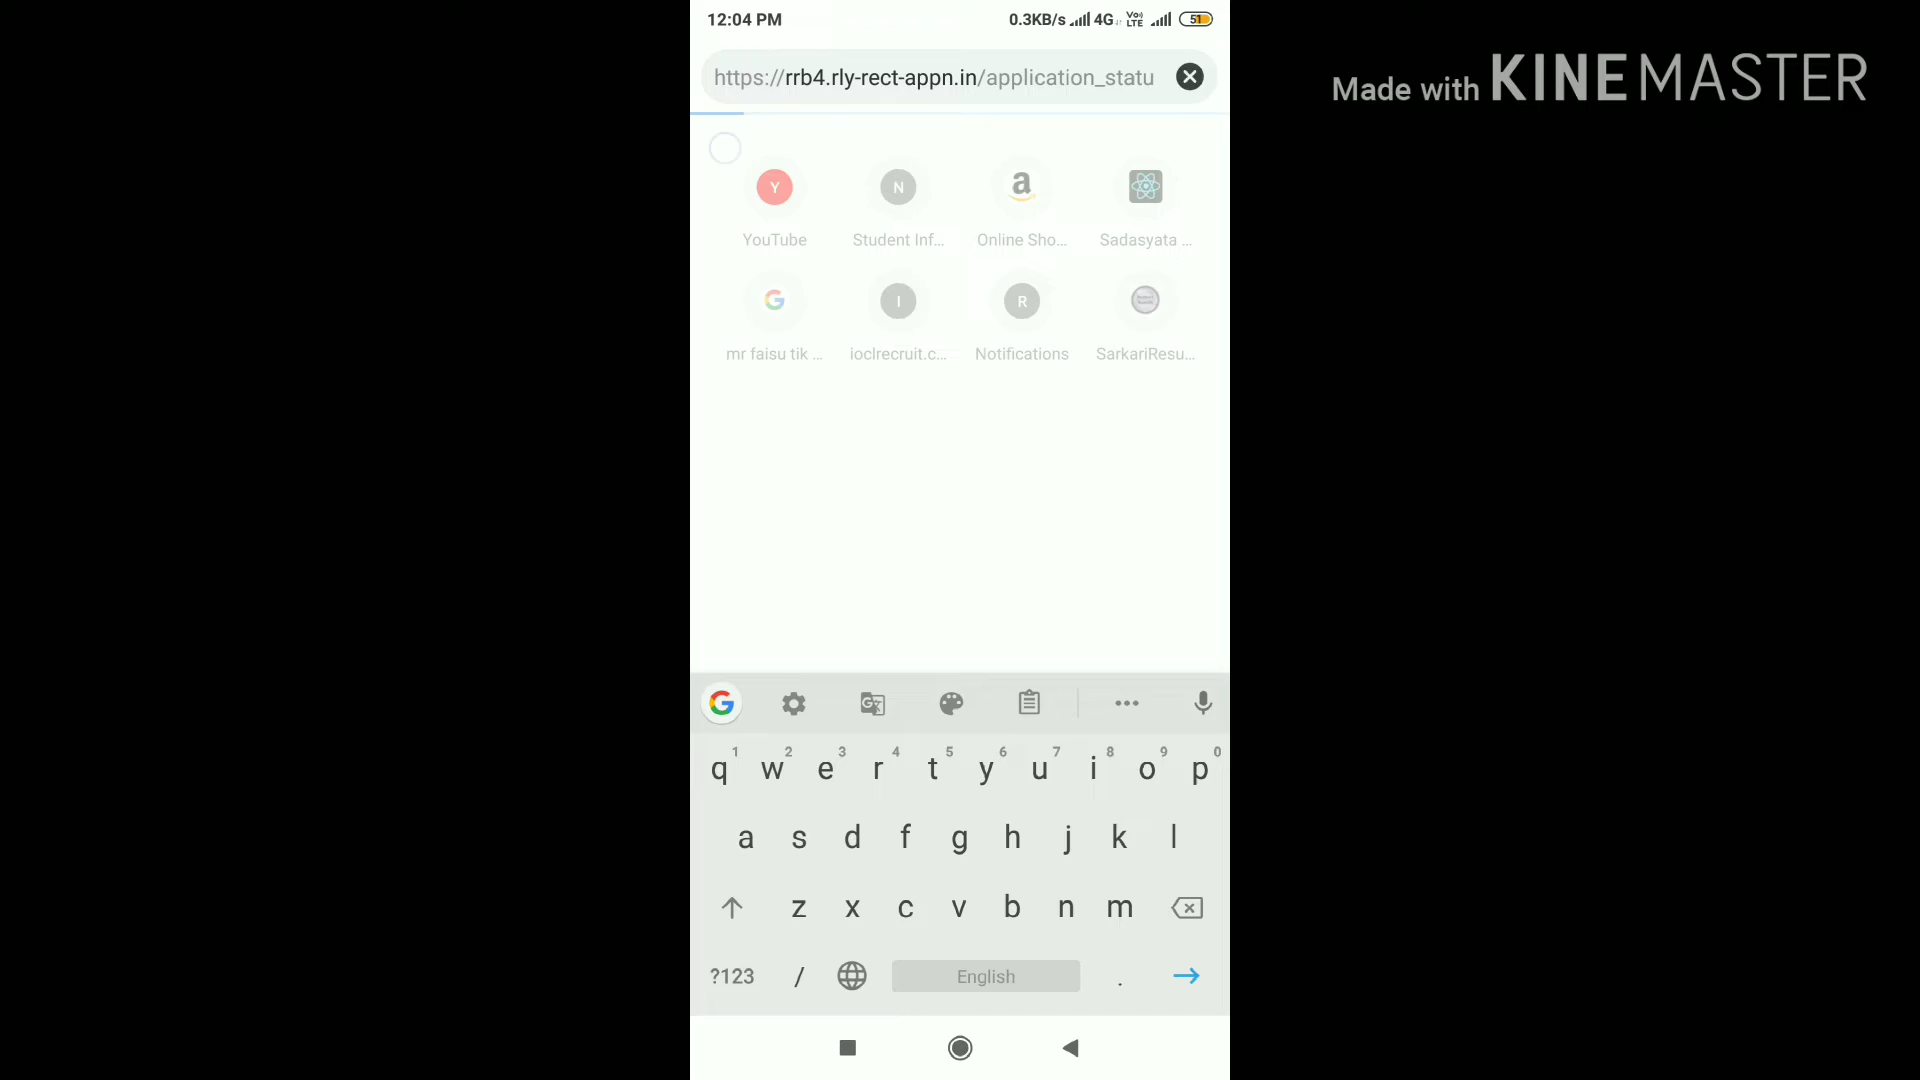 12:04 PM
0.3KB/s 4G Vo) LTE 51
https://rrb4.rly-rect-appn.in/application_statu
Made with KINEMASTER
Y N a
YouTube Student Inf... Online Sho... Sadasyata ...
G I R
mr faisu tik ... ioclrecruit.c... Notifications SarkariResu...
G
1 2 3 4 5 6 7 8 9 0
q w e r t y u i o p
a s d f g h j k l
z x c v b n m
?123 / English .